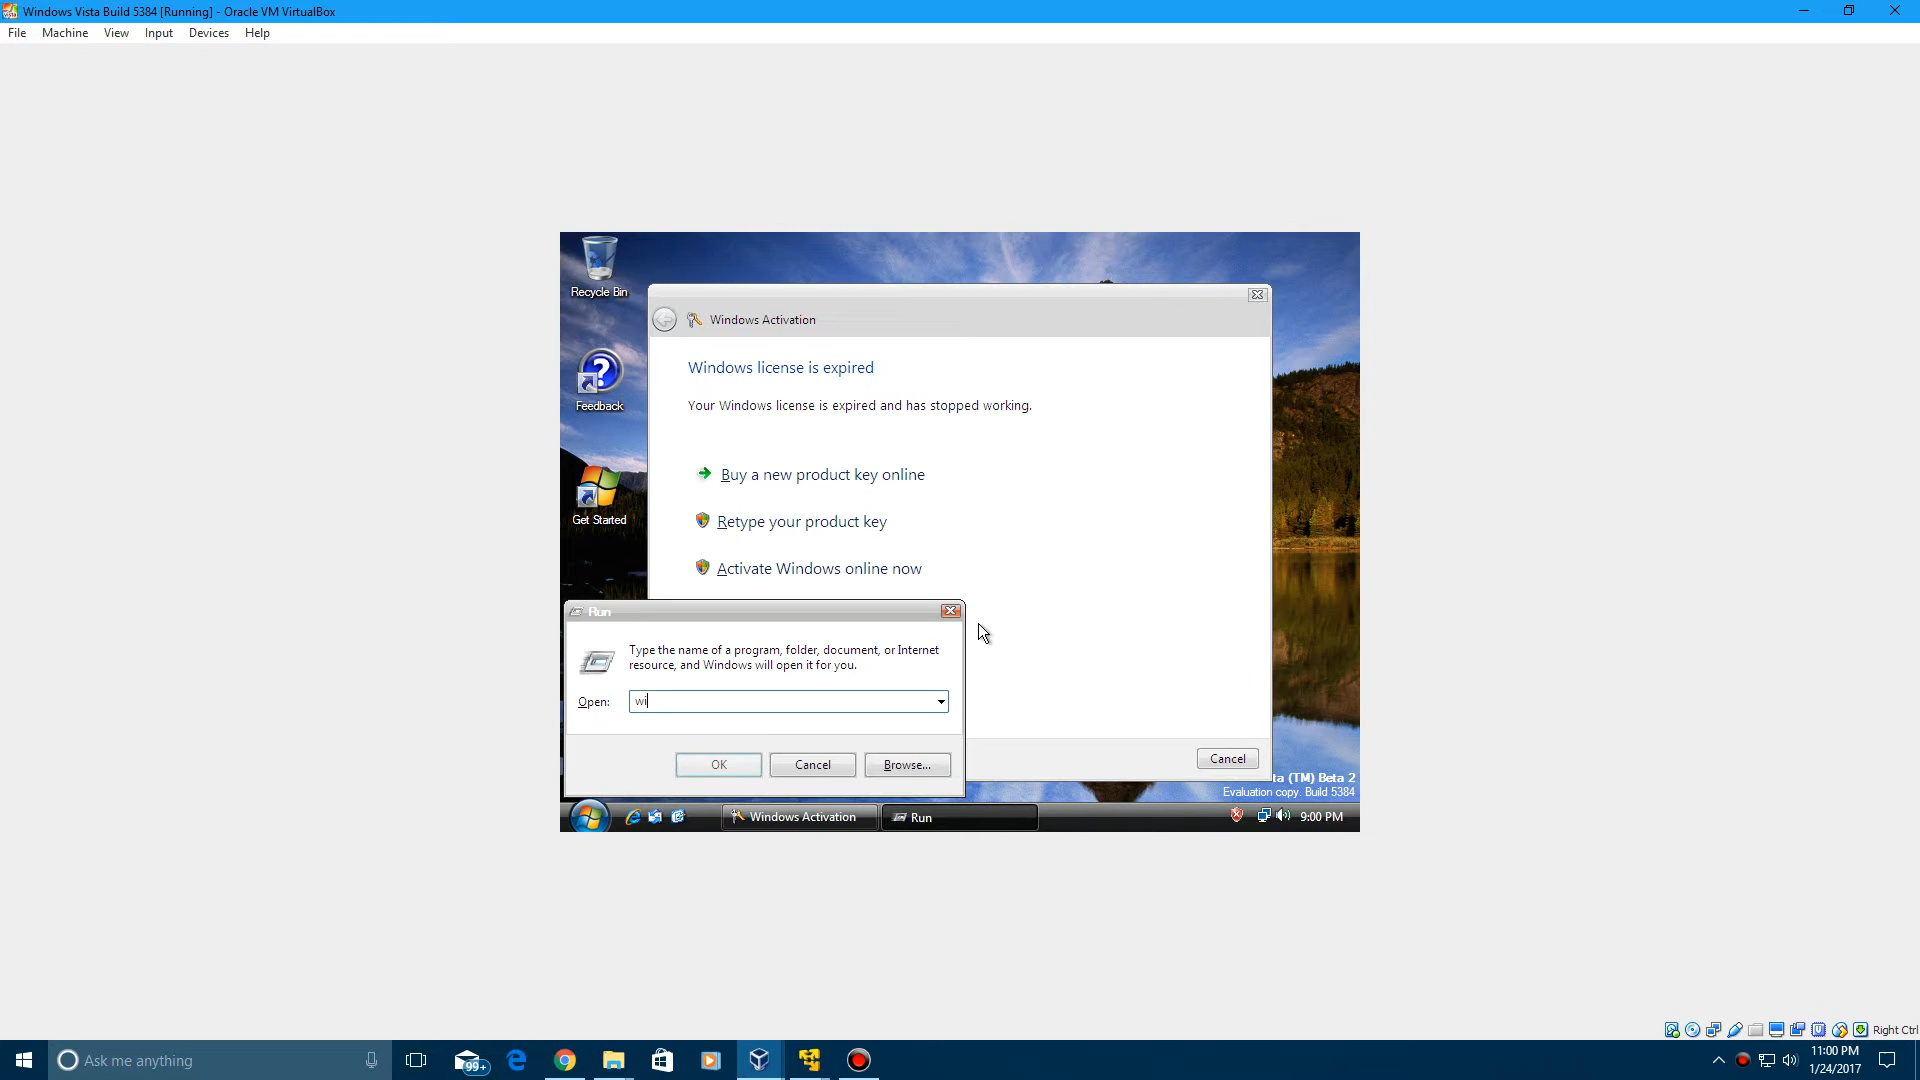 Windows Vista Build 5384 [Running] - Oracle VM VirtualBox
File Machine View Input Devices Help
Recycle Bin
Windows Activation
Windows license is expired
Your Windows license is expired and has stopped working.
Feedback
Buy a new product key online
Retype your product key
Get Started
Activate Windows online now
Run
Type the name of a program, folder, document, or Internet
resource, and Windows will open it for you.
Open: wi
OK Cancel Browse...
Cancel
ta (TM) Beta 2
Evaluation copy. Build 5384
Windows Activation Run 9:00 PM
Right Ctrl
Ask me anything
99+
11:00 PM
1/24/2017